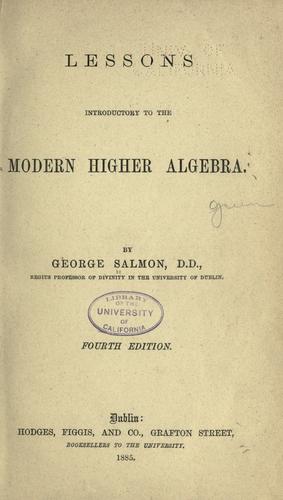 LESSONS
INTRODUCTORY TO THE
MODERN HIGHER ALGEBRA.
BY
GEORGE SALMON, D.D.,
REGIUS PROFESSOR OF DIVINITY IN THE UNIVERSITY OF DUBLIN.
LIBRARY
OF THE
UNIVERSITY
OF
CALIFORNIA
FOURTH EDITION.
Dublin:
HODGES, FIGGIS, AND CO., GRAFTON STREET,
BOOKSELLERS TO THE UNIVERSITY.
1885.